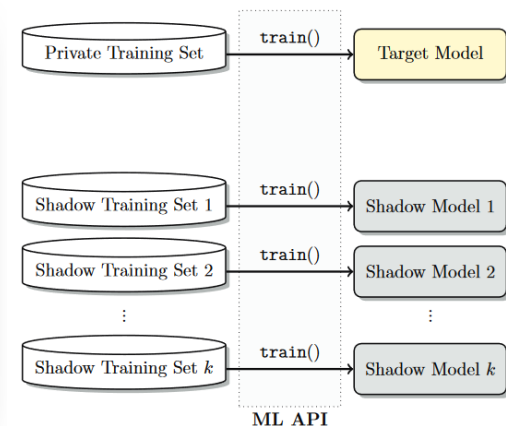 Private Training Set train() Target Model
Shadow Training Set 1 train() Shadow Model 1
Shadow Training Set 2 train() Shadow Model 2
⋮ ⋮
Shadow Training Set k train() Shadow Model k
ML API